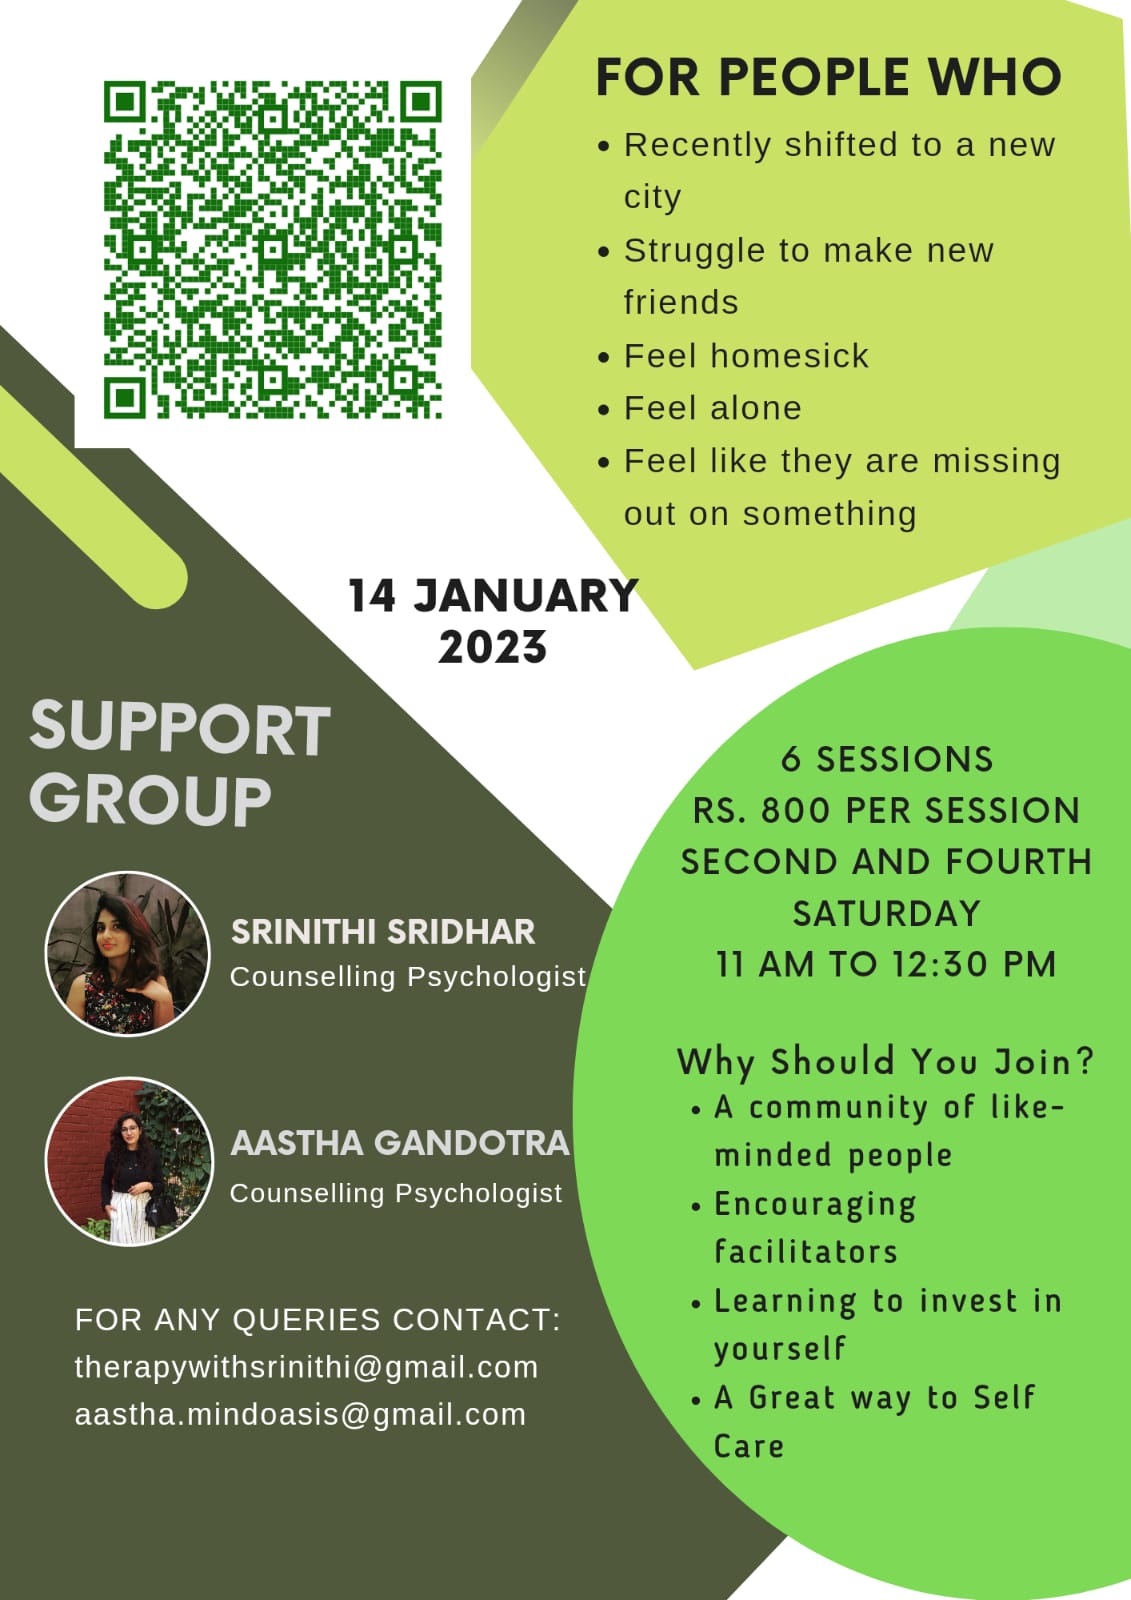 FOR PEOPLE WHO
• Recently shifted to a new
city
• Struggle to make new
friends
• Feel homesick
• Feel alone
• Feel like they are missing
out on something
14 JANUARY
2023
SUPPORT
GROUP
SRINITHI SRIDHAR
Counselling Psychologist
AASTHA GANDOTRA
Counselling Psychologist
FOR ANY QUERIES CONTACT:
therapywithsrinithi@gmail.com
aastha.mindoasis@gmail.com
6 SESSIONS
RS. 800 PER SESSION
SECOND AND FOURTH
SATURDAY
11 AM TO 12:30 PM
Why Should You Join?
• A community of like-
minded people
• Encouraging
facilitators
• Learning to invest in
yourself
• A Great way to Self
Care